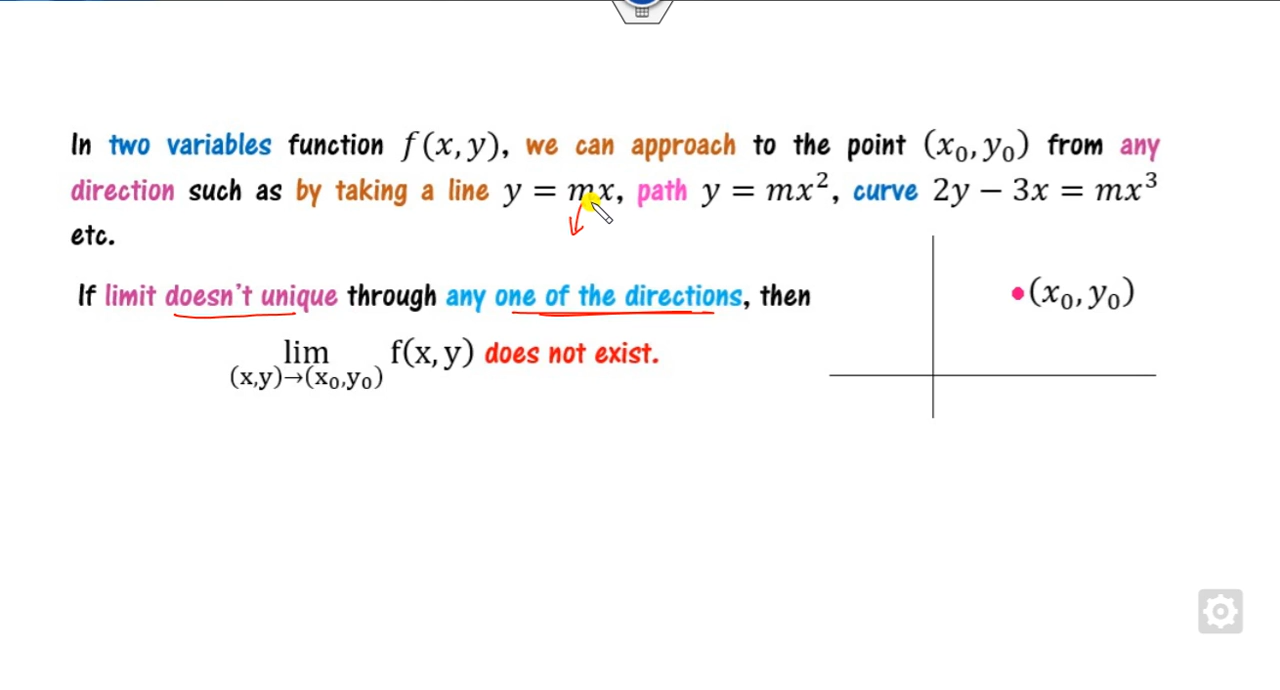 In two variables function f(x, y), we can approach to the point (x₀, y₀) from any
direction such as by taking a line y = mx, path y = mx², curve 2y − 3x = mx³
etc.
•(x₀, y₀)
If limit doesn't unique through any one of the directions, then
lim f(x, y) does not exist.
(x,y)→(x₀,y₀)